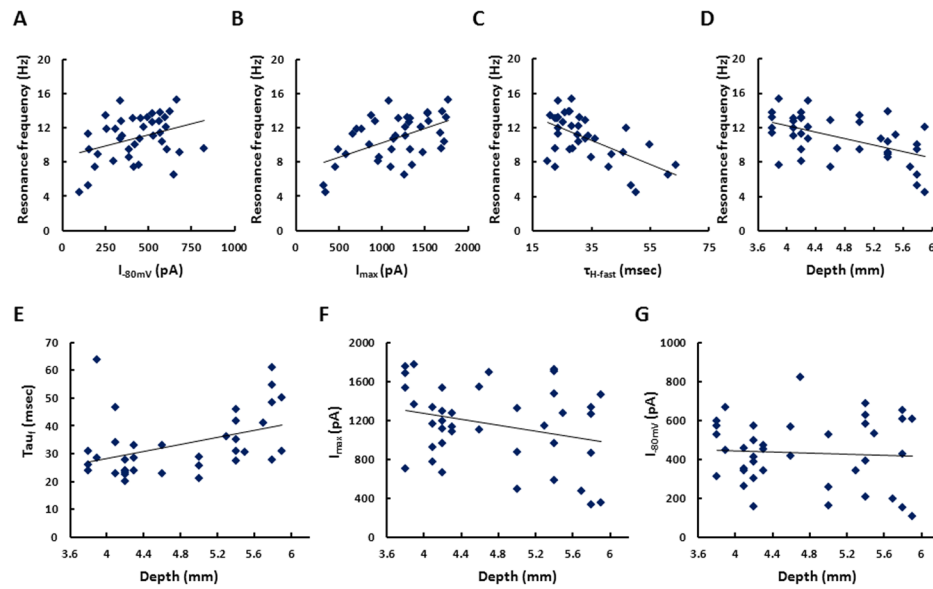 A
B
C
D
Resonance frequency (Hz)
20
16
12
8
4
0
0 250 500 750 1000
I-80mV (pA)
Resonance frequency (Hz)
20
16
12
8
4
0
0 400 800 1200 1600 2000
Imax (pA)
Resonance frequency (Hz)
20
16
12
8
4
0
15 35 55 75
τH-fast (msec)
Resonance frequency (Hz)
20
16
12
8
4
0
3.6 4 4.4 4.8 5.2 5.6 6
Depth (mm)
E
F
G
Tauf (msec)
70
60
50
40
30
20
10
0
3.6 4 4.4 4.8 5.2 5.6 6
Depth (mm)
Imax (pA)
2000
1600
1200
800
400
0
3.6 4 4.4 4.8 5.2 5.6 6
Depth (mm)
I-80mV (pA)
1000
800
600
400
200
0
3.6 4 4.4 4.8 5.2 5.6 6
Depth (mm)